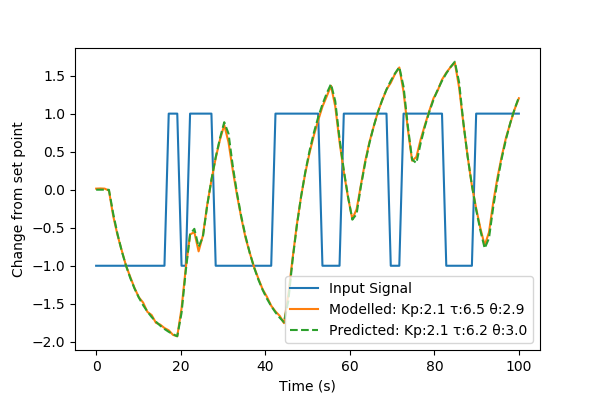 1.5
1.0
0.5
0.0
−0.5
−1.0
−1.5
−2.0
Change from set point
Input Signal
Modelled: Kp:2.1 τ:6.5 θ:2.9
Predicted: Kp:2.1 τ:6.2 θ:3.0
0 20 40 60 80 100
Time (s)